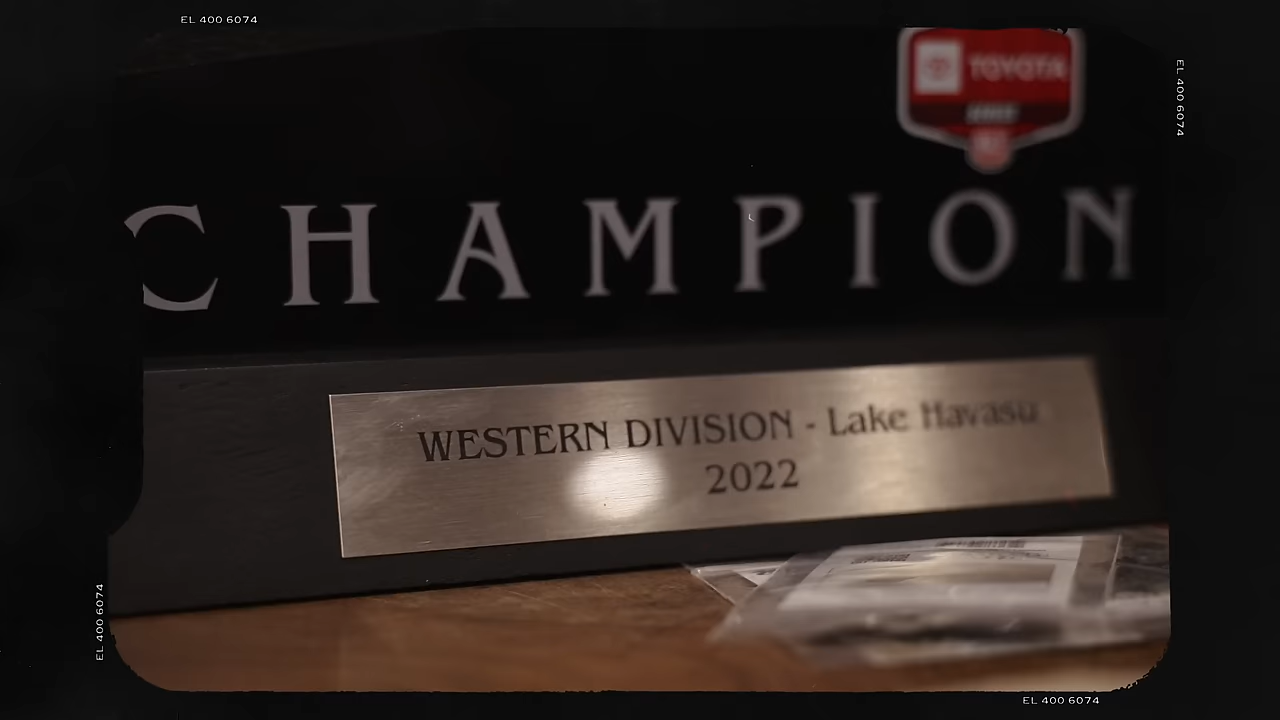 EL 400 6074
EL 400 6074
TOYOTA
CHAMPION
WESTERN DIVISION - Lake Havasu
2022
EL 400 6074
EL 400 6074